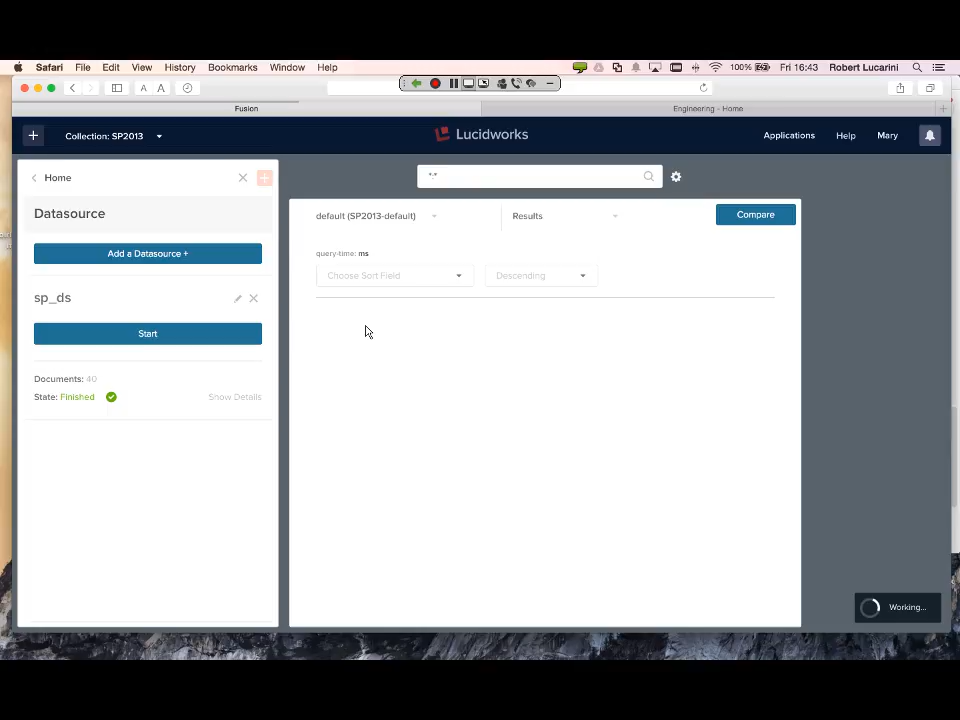 Safari File Edit View History Bookmarks Window Help 100% Fri 16:43 Robert Lucarini
A A
Fusion Engineering - Home
+ Collection: SP2013 Lucidworks Applications Help Mary
Home
*:*
Datasource
default (SP2013-default) Results Compare
Add a Datasource +
query-time: ms
Choose Sort Field Descending
sp_ds
Start
Documents: 40
State: Finished Show Details
Working...